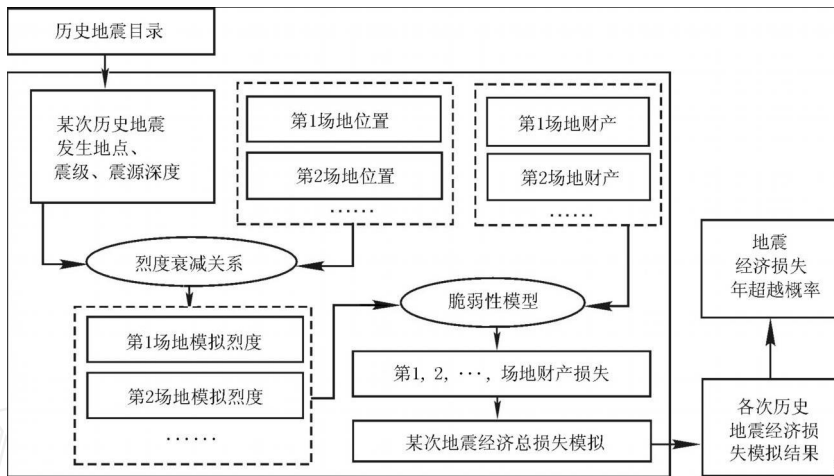 历史地震目录
某次历史地震
发生地点、
震级、震源深度
第1场地位置
第2场地位置
……
第1场地财产
第2场地财产
……
烈度衰减关系
第1场地模拟烈度
第2场地模拟烈度
……
脆弱性模型
第1, 2, …, 场地财产损失
某次地震经济总损失模拟
各次历史
地震经济损
失模拟结果
地震
经济损失
年超越概率